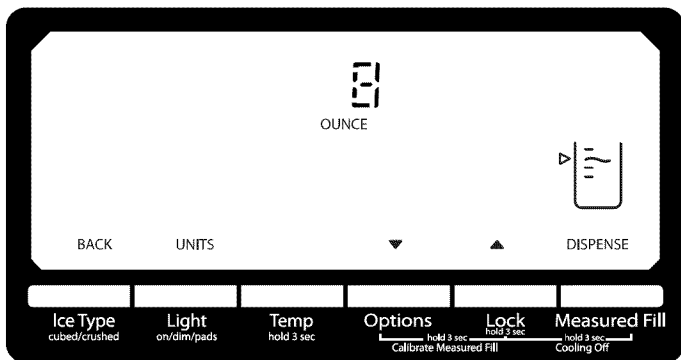 8
OUNCE
BACK UNITS ▼ ▲ DISPENSE
Ice Type Light Temp Options Lock Measured Fill
cubed/crushed on/dim/pads hold 3 sec hold 3 sec
hold 3 sec hold 3 sec
Calibrate Measured Fill Cooling Off